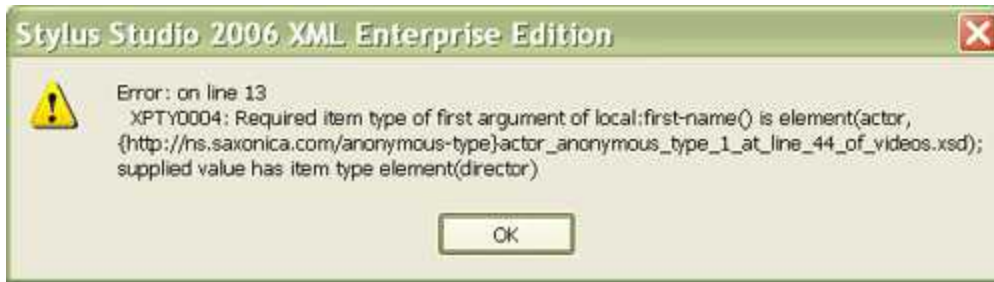 Stylus Studio 2006 XML Enterprise Edition
Error: on line 13
XPTY0004: Required item type of first argument of local:first-name() is element(actor,
{http://ns.saxonica.com/anonymous-type}actor_anonymous_type_1_at_line_44_of_videos.xsd);
supplied value has item type element(director)
OK